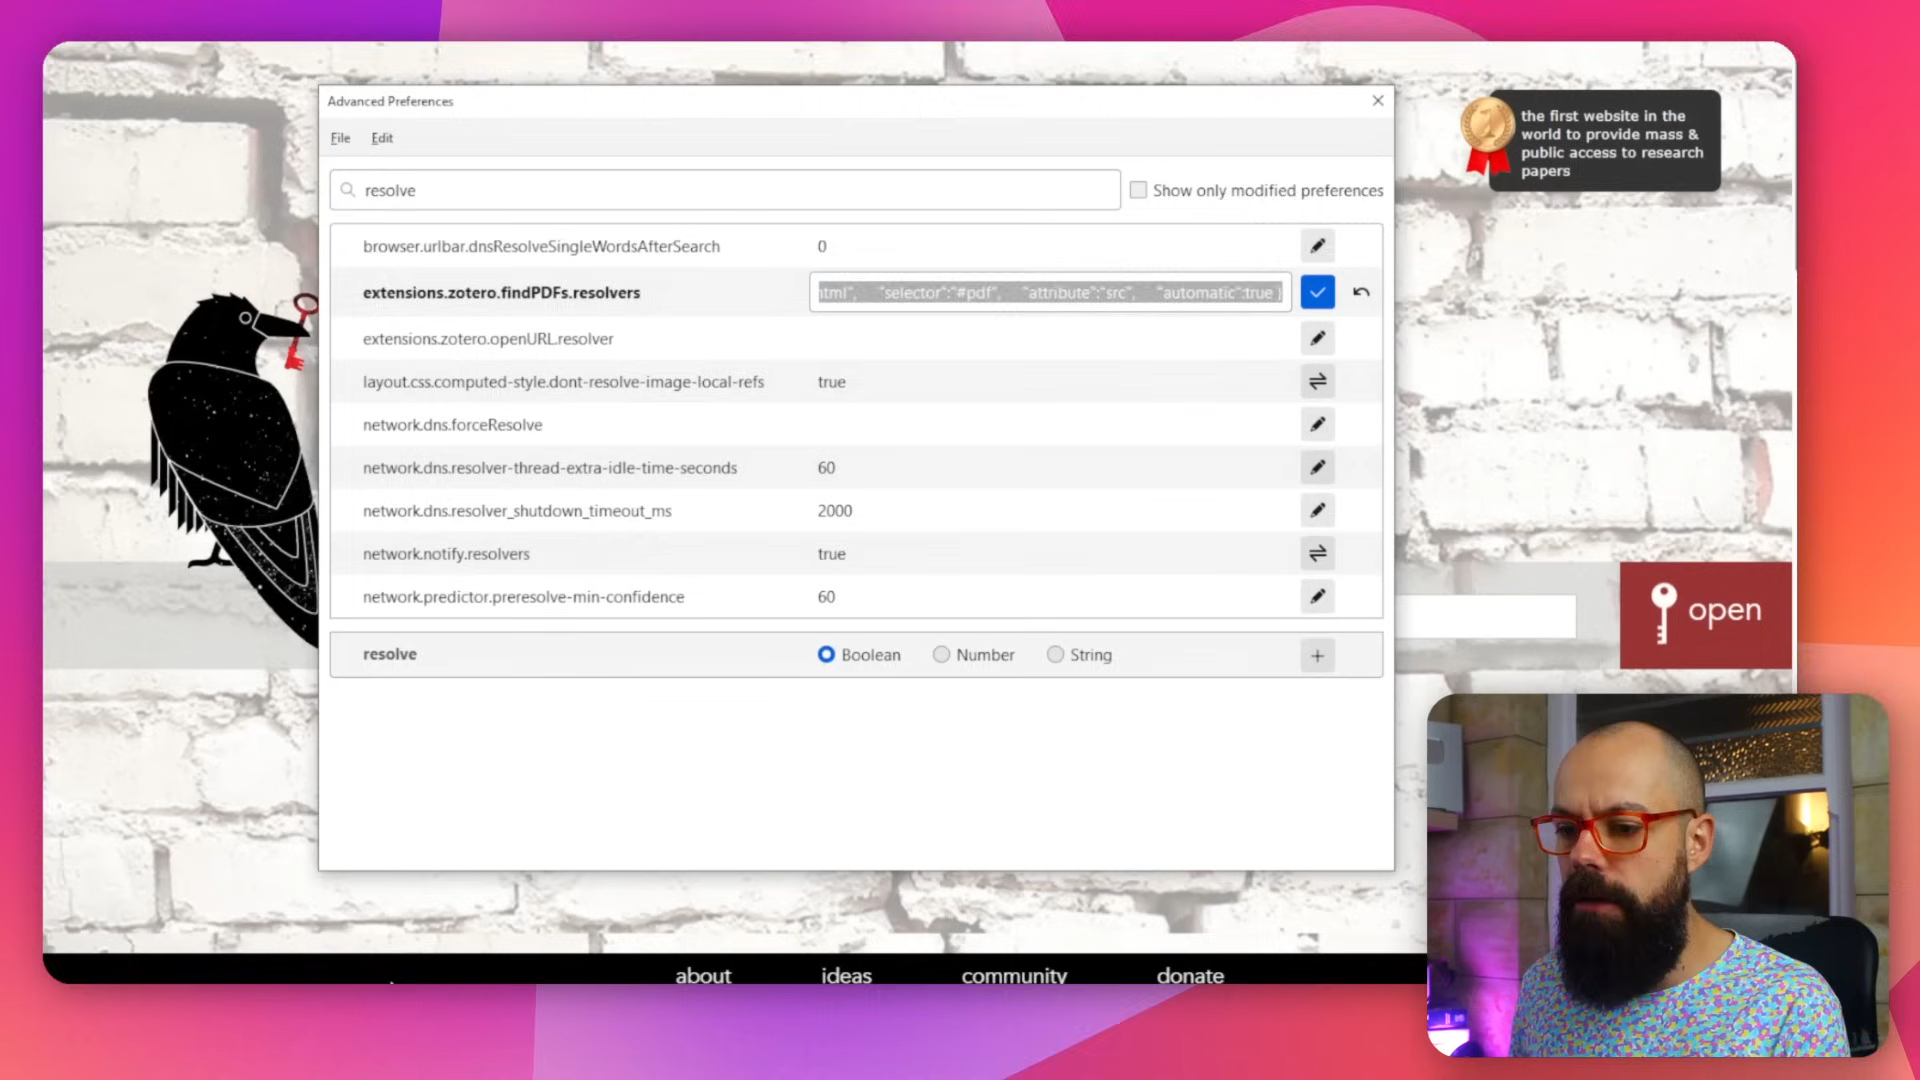 Advanced Preferences
File Edit
resolve
Show only modified preferences
the first website in the
world to provide mass &
public access to research
papers
browser.urlbar.dnsResolveSingleWordsAfterSearch 0
extensions.zotero.findPDFs.resolvers html", "selector":"#pdf", "attribute":"src", "automatic":true }
extensions.zotero.openURL.resolver
layout.css.computed-style.dont-resolve-image-local-refs true
network.dns.forceResolve
network.dns.resolver-thread-extra-idle-time-seconds 60
network.dns.resolver_shutdown_timeout_ms 2000
network.notify.resolvers true
network.predictor.preresolve-min-confidence 60
open
resolve Boolean Number String
about ideas community donate